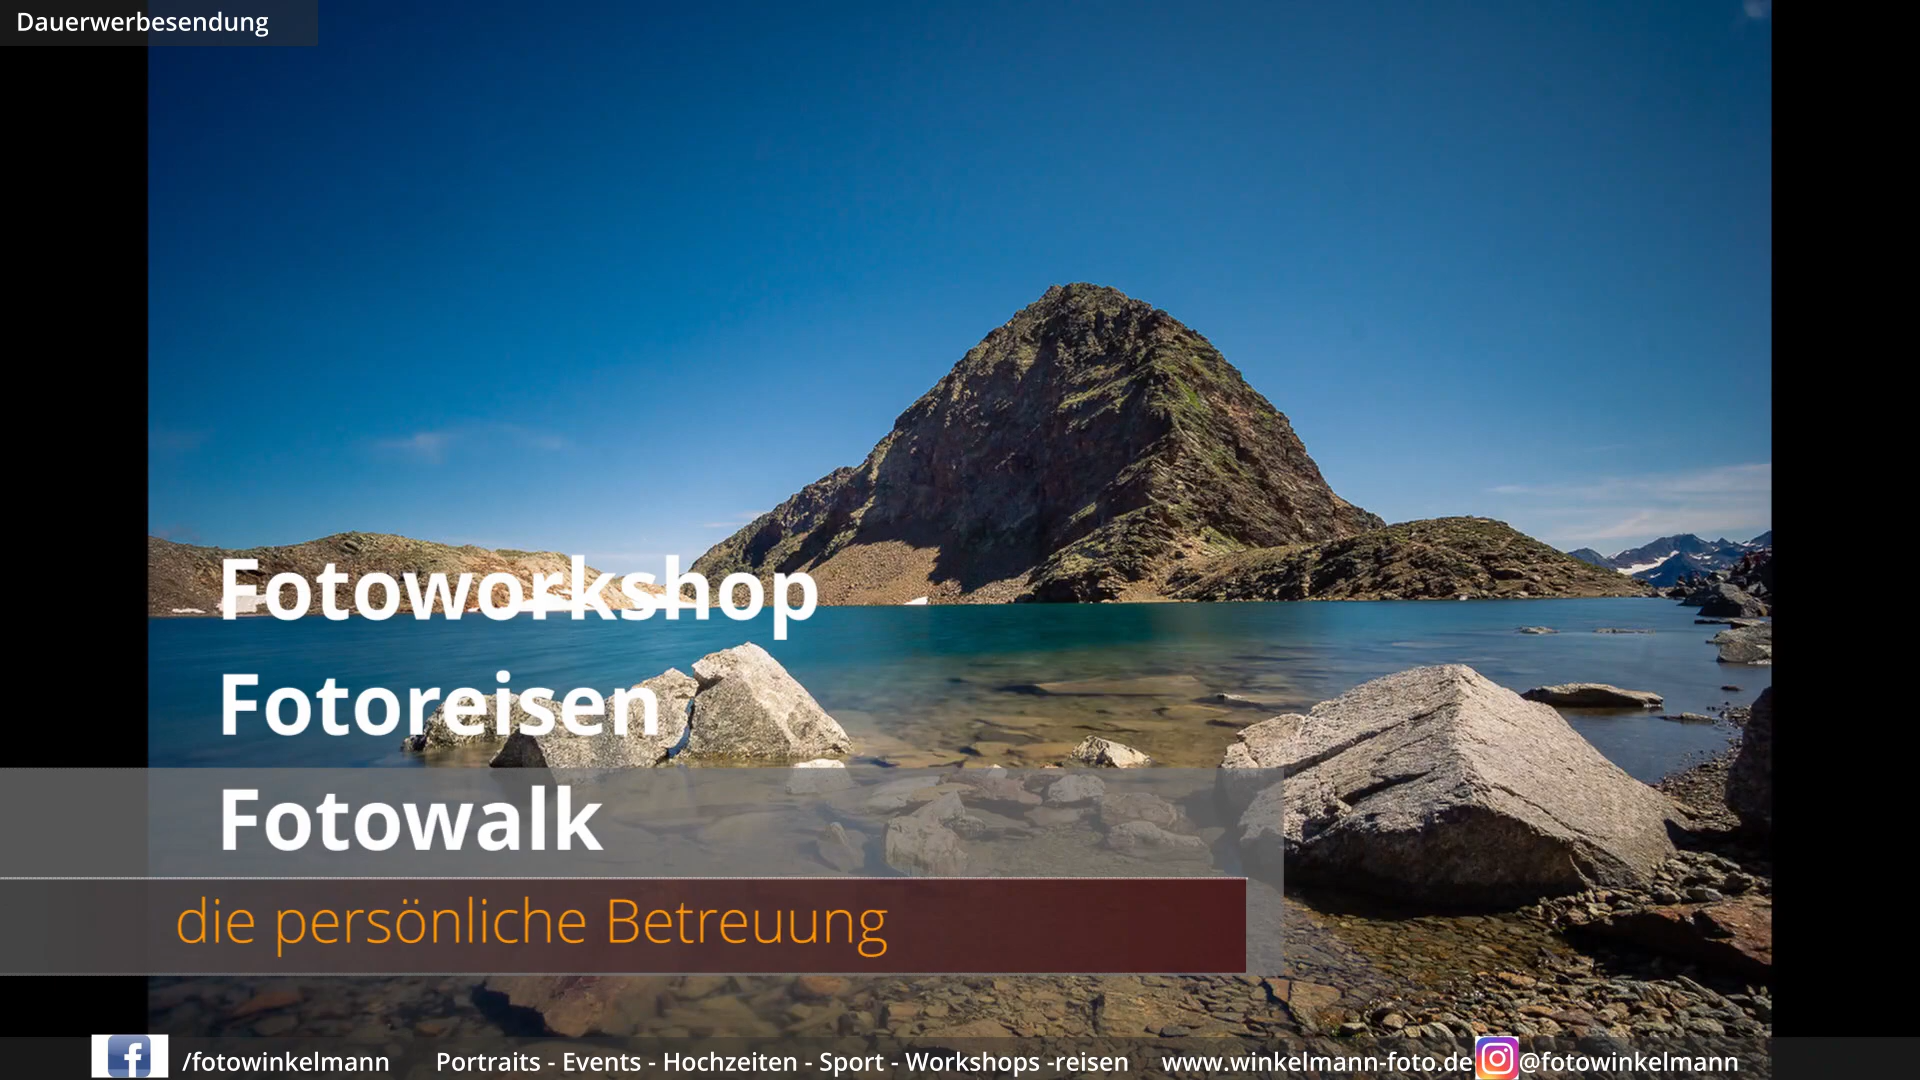 Dauerwerbesendung
Fotoworkshop
Fotoreisen
Fotowalk
die persönliche Betreuung
/fotowinkelmann Portraits - Events - Hochzeiten - Sport - Workshops -reisen www.winkelmann-foto.de @fotowinkelmann